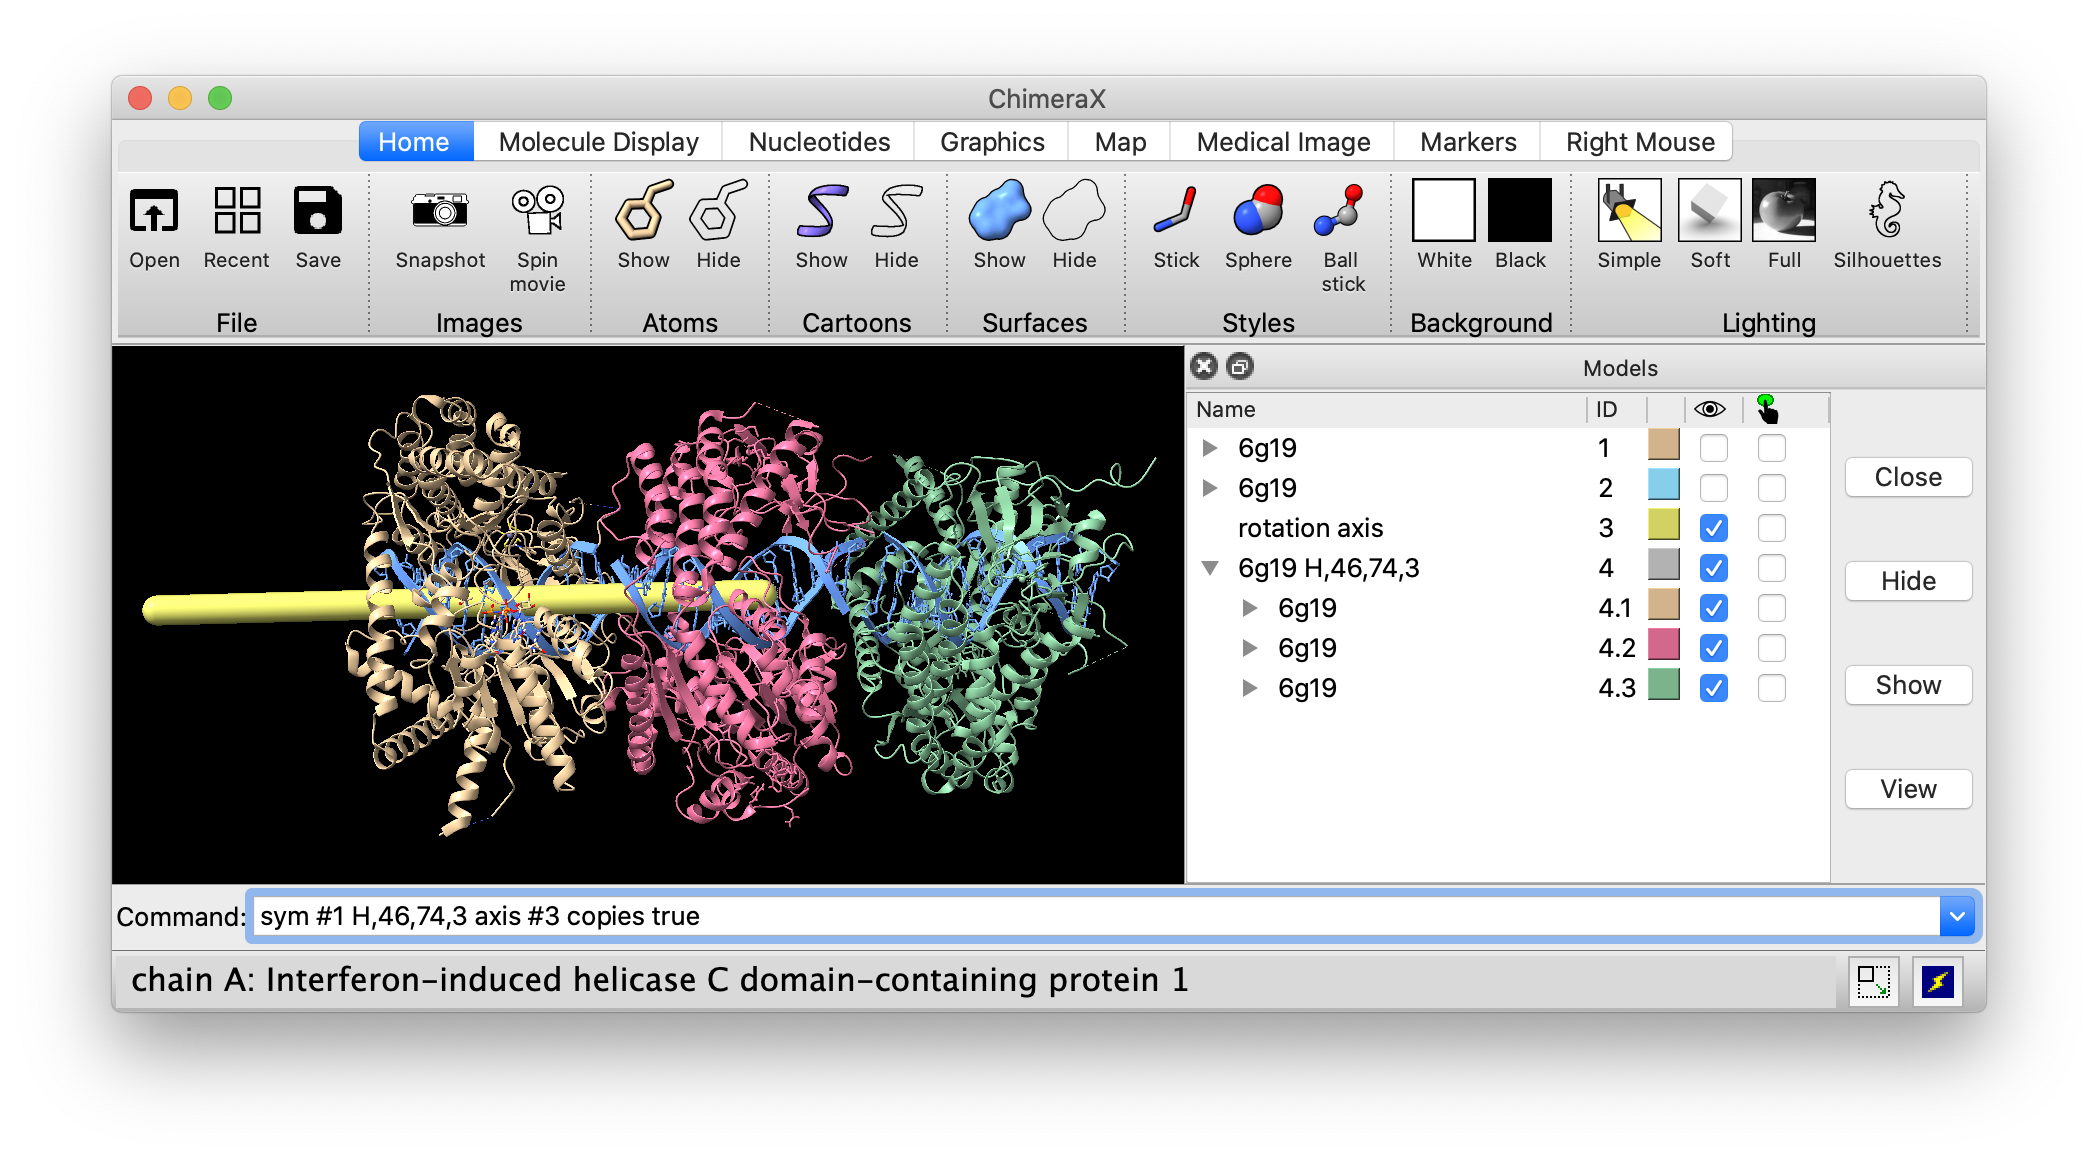 ChimeraX
Home Molecule Display Nucleotides Graphics Map Medical Image Markers Right Mouse
Open Recent Save Snapshot Spin movie Show Hide Show Hide Show Hide Stick Sphere Ball stick White Black Simple Soft Full Silhouettes
File Images Atoms Cartoons Surfaces Styles Background Lighting
Models
Name ID
6g19 1
6g19 2
rotation axis 3
6g19 H,46,74,3 4
6g19 4.1
6g19 4.2
6g19 4.3
Close
Hide
Show
View
Command: sym #1 H,46,74,3 axis #3 copies true
chain A: Interferon-induced helicase C domain-containing protein 1